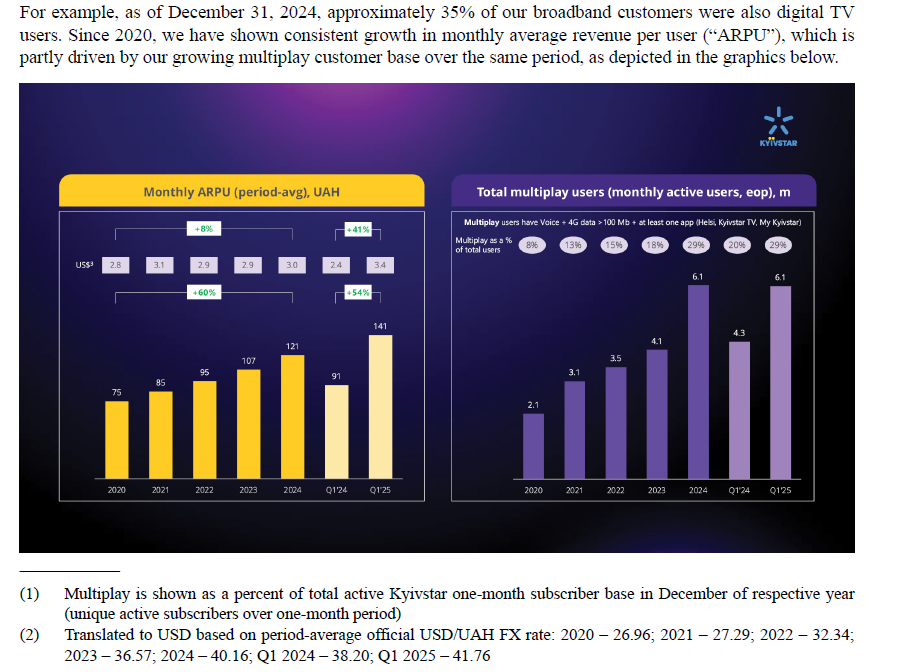 For example, as of December 31, 2024, approximately 35% of our broadband customers were also digital TV
users. Since 2020, we have shown consistent growth in monthly average revenue per user (“ARPU”), which is
partly driven by our growing multiplay customer base over the same period, as depicted in the graphics below.
KYÏVSTAR
Monthly ARPU (period-avg), UAH
+8%
+41%
US$³
2.8
3.1
2.9
2.9
3.0
2.4
3.4
+60%
+54%
75
85
95
107
121
91
141
2020
2021
2022
2023
2024
Q1'24
Q1'25
Total multiplay users (monthly active users, eop), m
Multiplay users have Voice + 4G data > 100 Mb + at least one app (Helsi, Kyivstar TV, My Kyivstar)
Multiplay as a %
of total users
8%
13%
15%
18%
29%
20%
29%
2.1
3.1
3.5
4.1
6.1
4.3
6.1
2020
2021
2022
2023
2024
Q1'24
Q1'25
(1) Multiplay is shown as a percent of total active Kyivstar one-month subscriber base in December of respective year
(unique active subscribers over one-month period)
(2) Translated to USD based on period-average official USD/UAH FX rate: 2020 – 26.96; 2021 – 27.29; 2022 – 32.34;
2023 – 36.57; 2024 – 40.16; Q1 2024 – 38.20; Q1 2025 – 41.76